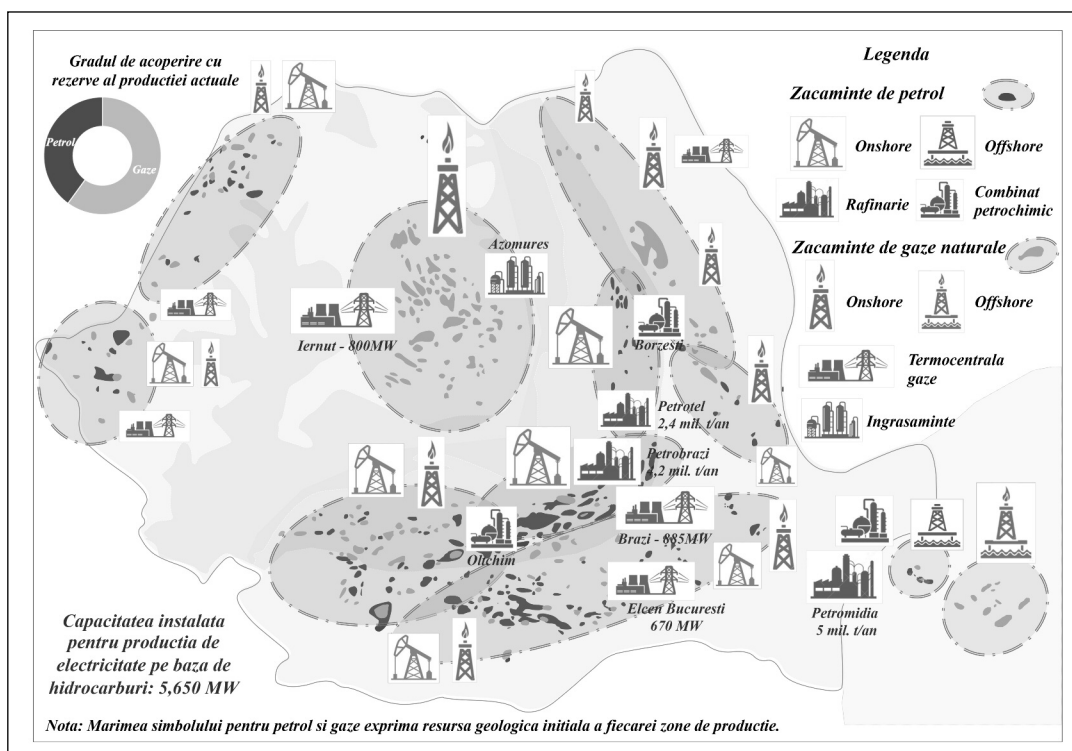 Gradul de acoperire cu
rezerve al productiei actuale
Petrol
Gaze
Legenda
Zacaminte de petrol
Onshore
Offshore
Rafinarie
Combinat
petrochimic
Zacaminte de gaze naturale
Onshore
Offshore
Termocentrala
gaze
Ingrasaminte
Azomures
Iernut - 800MW
Borzesti
Petrotel
2,4 mil. t/an
Petrobrazi
,2 mil. t/an
Brazi - 885MW
Oltchim
Elcen Bucuresti
670 MW
Petromidia
5 mil. t/an
Capacitatea instalata
pentru productia de
electricitate pe baza de
hidrocarburi: 5,650 MW
Nota: Marimea simbolului pentru petrol si gaze exprima resursa geologica initiala a fiecarei zone de productie.